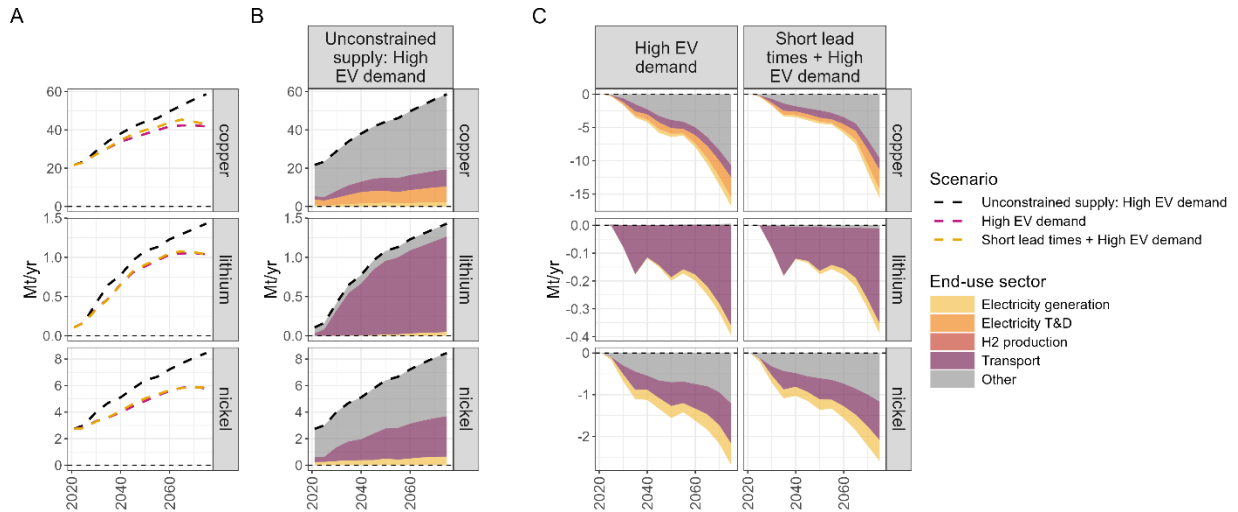 A
B
C
Unconstrained
supply: High
EV demand
High EV
demand
Short lead
times + High
EV demand
Mt/yr
60
40
20
0
copper
1.5
1.0
0.5
0.0
lithium
8
6
4
2
0
nickel
2020
2040
2060
Mt/yr
60
40
20
0
copper
1.5
1.0
0.5
0.0
lithium
8
6
4
2
0
nickel
2020
2040
2060
Mt/yr
0
-5
-10
-15
copper
0.0
-0.1
-0.2
-0.3
-0.4
lithium
0
-1
-2
nickel
2020
2040
2060
2020
2040
2060
Scenario
Unconstrained supply: High EV demand
High EV demand
Short lead times + High EV demand
End-use sector
Electricity generation
Electricity T&D
H2 production
Transport
Other